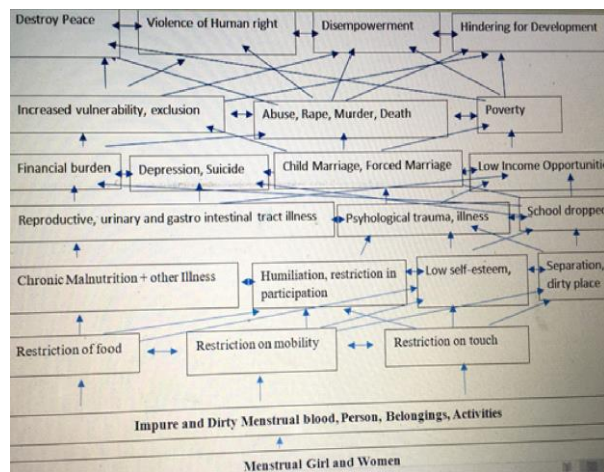 Destroy Peace
Violence of Human right
Disempowerment
Hindering for Development
Increased vulnerability, exclusion
Abuse, Rape, Murder, Death
Poverty
Financial burden
Depression, Suicide
Child Marriage, Forced Marriage
Low Income Opportuniti
Reproductive, urinary and gastro intestinal tract illness
Psyhological trauma, illness
School dropped
Chronic Malnutrition + other Illness
Humiliation, restriction in
participation
Low self-esteem,
Separation,
dirty place
Restriction of food
Restriction on mobility
Restriction on touch
Impure and Dirty Menstrual blood, Person, Belongings, Activities
Menstrual Girl and Women